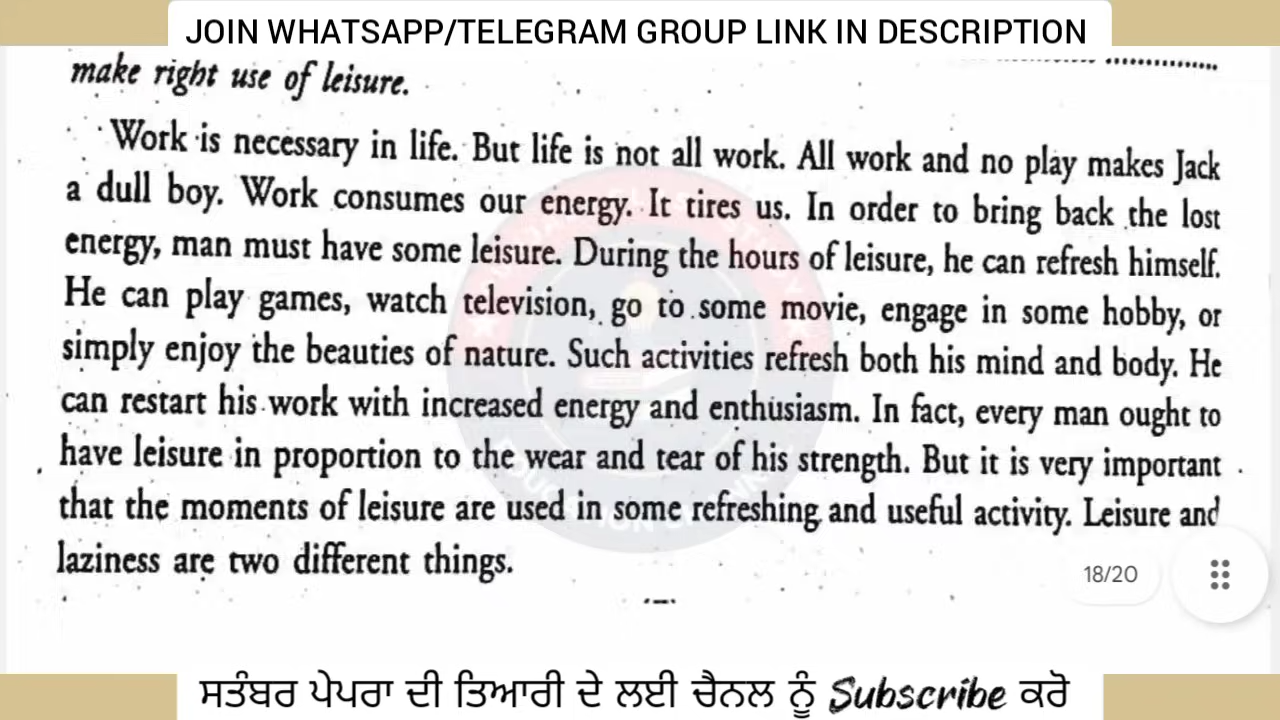 JOIN WHATSAPP/TELEGRAM GROUP LINK IN DESCRIPTION
make right use of leisure.
Work is necessary in life. But life is not all work. All work and no play makes Jack
a dull boy. Work consumes our energy. It tires us. In order to bring back the lost
energy, man must have some leisure. During the hours of leisure, he can refresh himself.
He can play games, watch television, go to some movie, engage in some hobby, or
simply enjoy the beauties of nature. Such activities refresh both his mind and body. He
can restart his work with increased energy and enthusiasm. In fact, every man ought to
have leisure in proportion to the wear and tear of his strength. But it is very important
that the moments of leisure are used in some refreshing and useful activity. Leisure and
laziness are two different things.
18/20
ਸਤੰਬਰ ਪੇਪਰਾ ਦੀ ਤਿਆਰੀ ਦੇ ਲਈ ਚੈਨਲ ਨੂੰ Subscribe ਕਰੋ